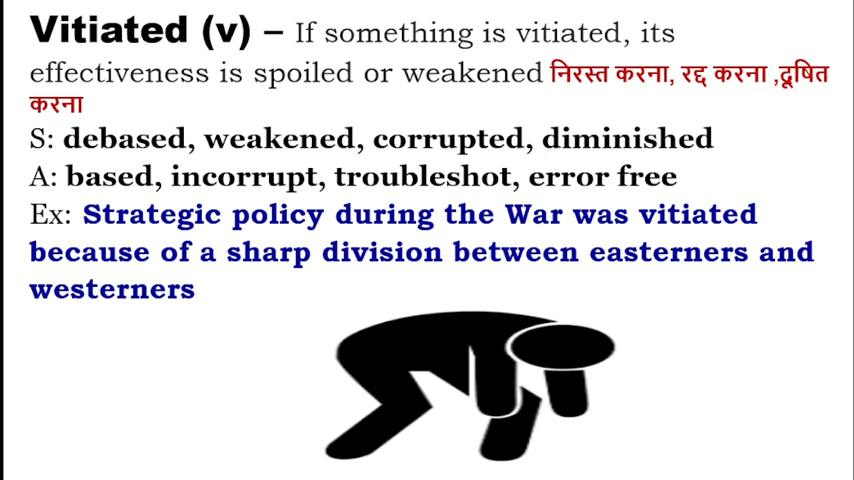 Vitiated (v) – If something is vitiated, its
effectiveness is spoiled or weakened निरस्त करना, रद्द करना ,दूषित
करना
S: debased, weakened, corrupted, diminished
A: based, incorrupt, troubleshot, error free
Ex: Strategic policy during the War was vitiated
because of a sharp division between easterners and
westerners